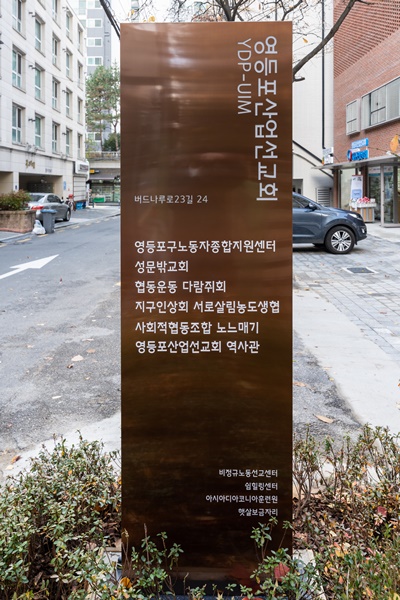 영등포산업선교회
YDP-UIM
버드나루로23길 24
영등포구노동자종합지원센터
성문밖교회
협동운동 다람쥐회
지구인상회 서로살림농도생협
사회적협동조합 노느매기
영등포산업선교회 역사관
비정규노동선교센터
쉼힐링센터
아시아디아코니아훈련원
햇살보금자리